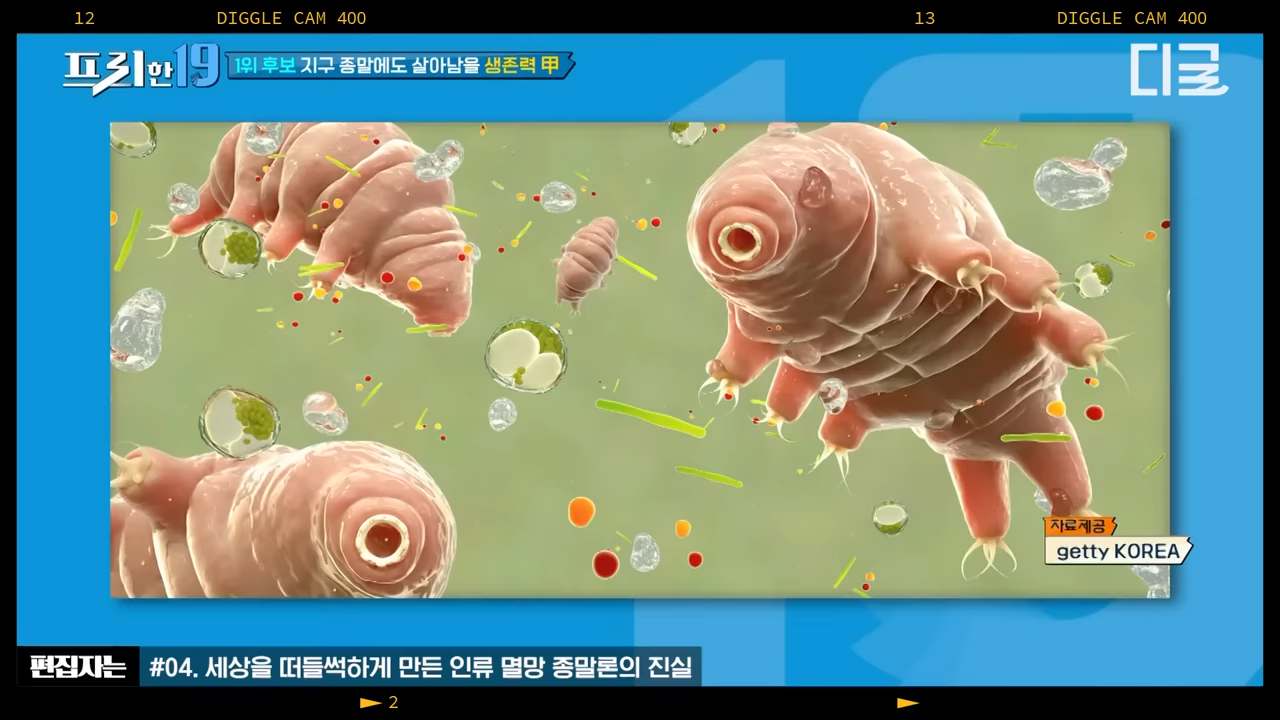 12 DIGGLE CAM 400 13 DIGGLE CAM 400
프리한19 1위 후보 지구 종말에도 살아남을 생존력 甲
디글
자료제공
getty KOREA
편집자는 #04. 세상을 떠들썩하게 만든 인류 멸망 종말론의 진실
2